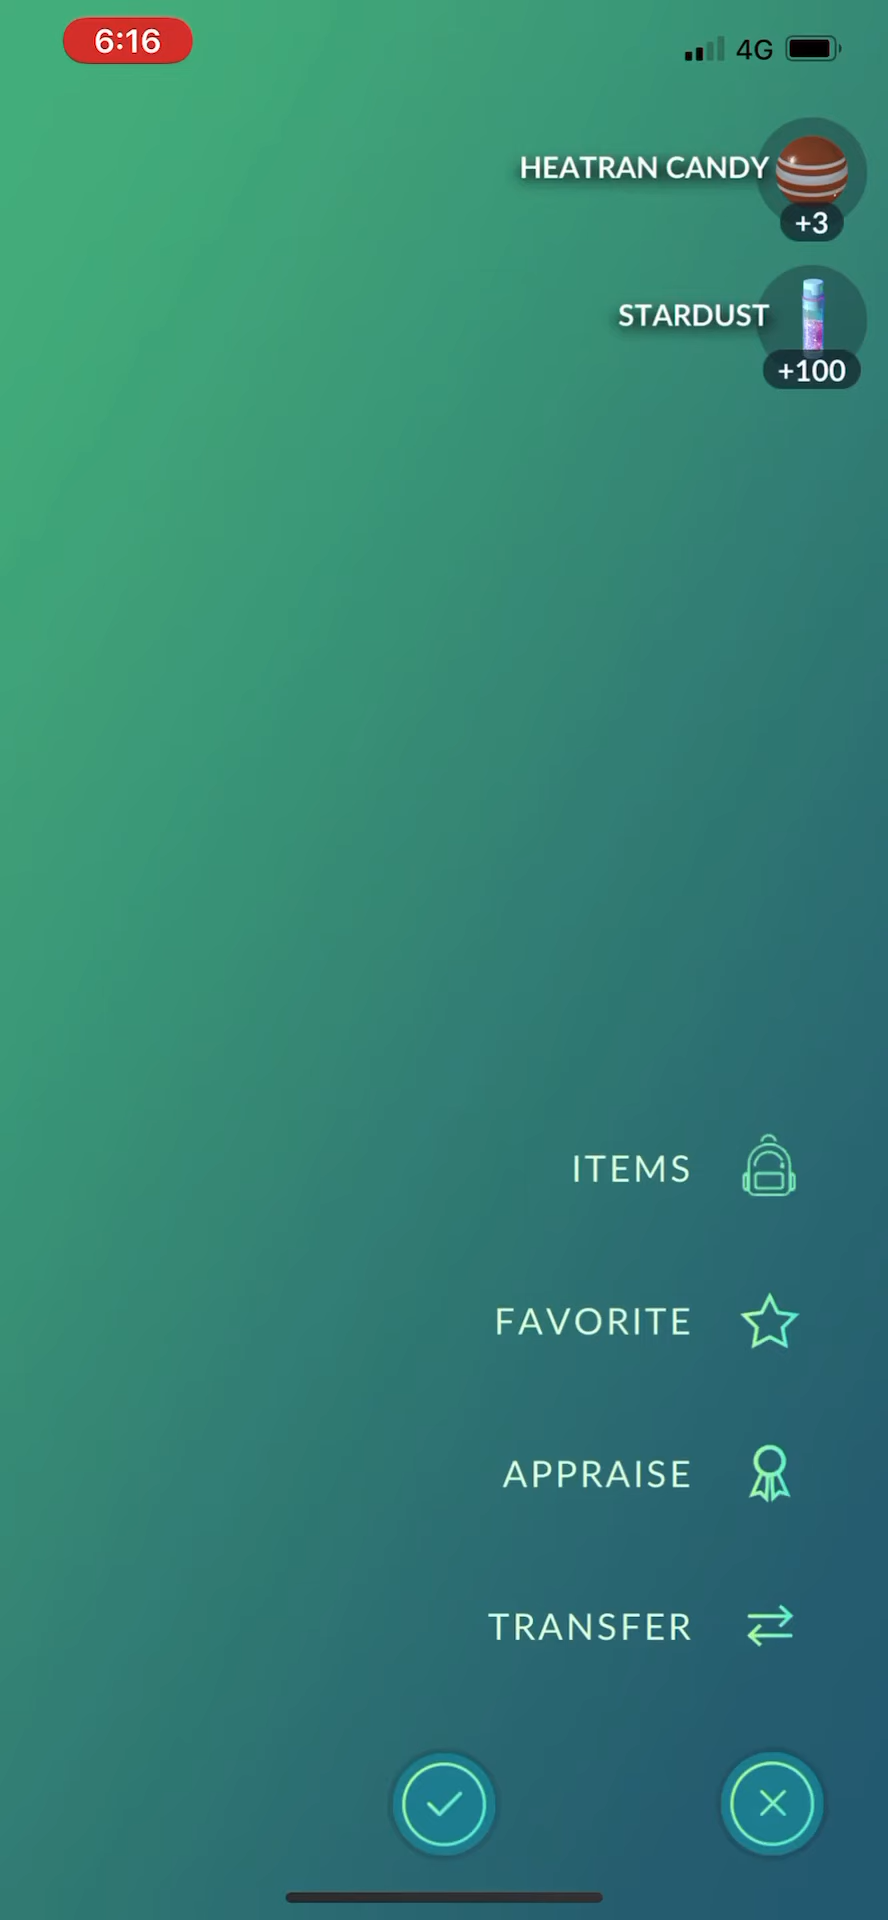 6:16
4G
HEATRAN CANDY
+3
STARDUST
+100
ITEMS
FAVORITE
APPRAISE
TRANSFER